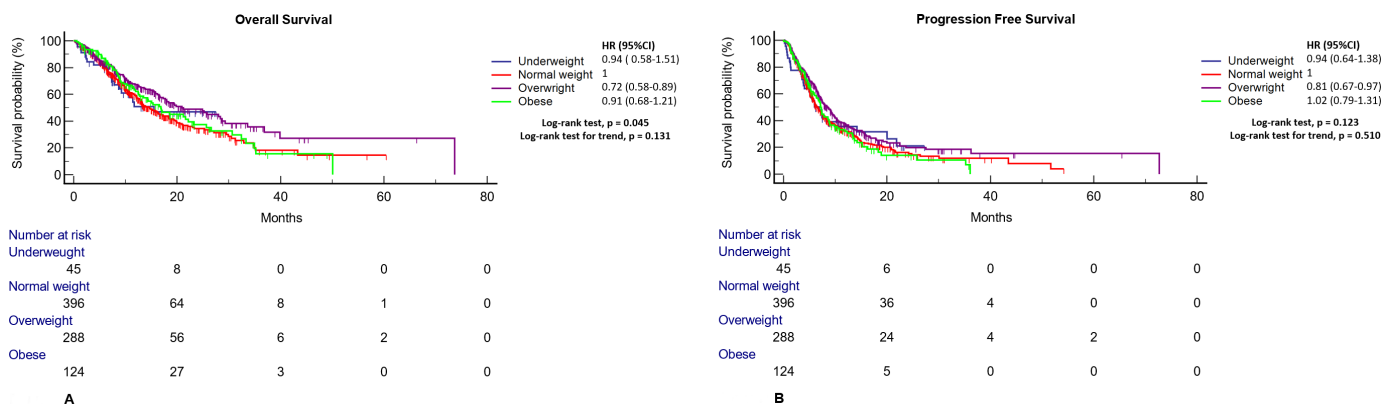 Overall Survival
Survival probability (%)
100
80
60
40
20
0
0 20 40 60 80
Months
HR (95%CI)
Underweight 0.94 ( 0.58-1.51)
Normal weight 1
Overwright 0.72 (0.58-0.89)
Obese 0.91 (0.68-1.21)
Log-rank test, p = 0.045
Log-rank test for trend, p = 0.131
Number at risk
Underweught
45 8 0 0 0
Normal weight
396 64 8 1 0
Overweight
288 56 6 2 0
Obese
124 27 3 0 0
A
Progression Free Survival
Survival probability (%)
100
80
60
40
20
0
0 20 40 60 80
Months
HR (95%CI)
Underweight 0.94 (0.64-1.38)
Normal weight 1
Overwright 0.81 (0.67-0.97)
Obese 1.02 (0.79-1.31)
Log-rank test, p = 0.123
Log-rank test for trend, p = 0.510
Number at risk
Underweight
45 6 0 0 0
Normal weight
396 36 4 0 0
Overweight
288 24 4 2 0
Obese
124 5 0 0 0
B